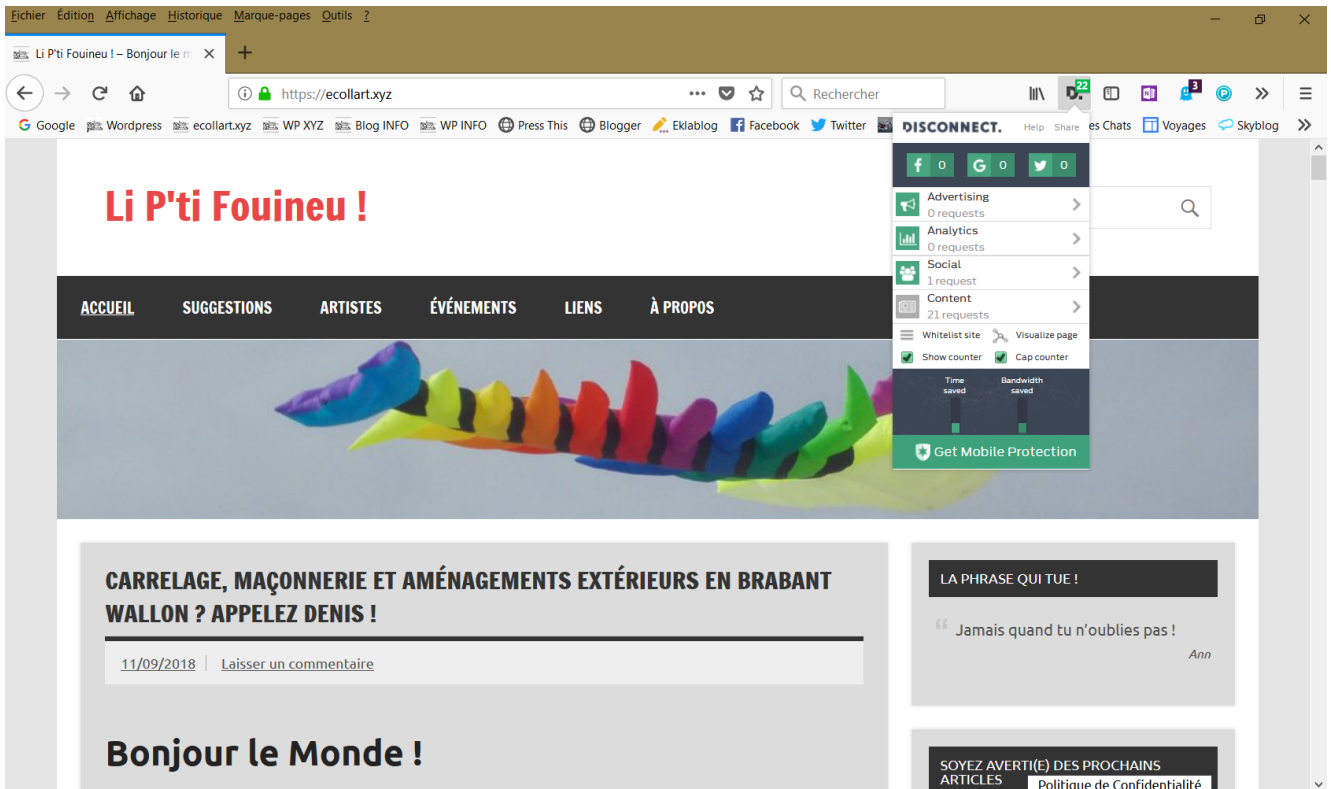 Fichier Édition Affichage Historique Marque-pages Outils ?
Li P'ti Fouineu ! – Bonjour le m
https://ecollart.xyz
Rechercher
22
3
Google Wordpress ecollart.xyz WP XYZ Blog INFO WP INFO Press This Blogger Eklablog Facebook Twitter es Chats Voyages Skyblog
DISCONNECT. Help Share
f 0 G 0 0
Advertising
0 requests
Analytics
0 requests
Social
1 request
Content
21 requests
Whitelist site Visualize page
Show counter Cap counter
Time saved
Bandwidth saved
Get Mobile Protection
Li P'ti Fouineu !
ACCUEIL SUGGESTIONS ARTISTES ÉVÉNEMENTS LIENS À PROPOS
CARRELAGE, MAÇONNERIE ET AMÉNAGEMENTS EXTÉRIEURS EN BRABANT
WALLON ? APPELEZ DENIS !
11/09/2018 Laisser un commentaire
Bonjour le Monde !
LA PHRASE QUI TUE !
“ Jamais quand tu n’oublies pas !
Ann
SOYEZ AVERTI(E) DES PROCHAINS
ARTICLES
Politique de Confidentialité